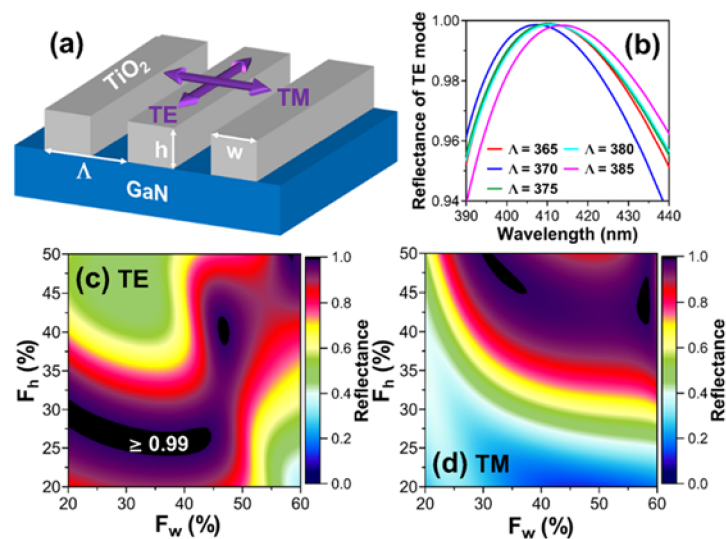 (a)
TiO2
TE
TM
h
w
Λ
GaN
(b)
Reflectance of TE mode
1.00
0.98
0.96
0.94
Λ = 365
Λ = 370
Λ = 375
Λ = 380
Λ = 385
390 400 410 420 430 440
Wavelength (nm)
(c) TE
≥ 0.99
Fh (%)
50
45
40
35
30
25
20
20 30 40 50 60
Fw (%)
1.0
0.8
0.6
0.4
0.2
0.0
Reflectance
(d) TM
Fh (%)
50
45
40
35
30
25
20
20 30 40 50 60
Fw (%)
1.0
0.8
0.6
0.4
0.2
0.0
Reflectance